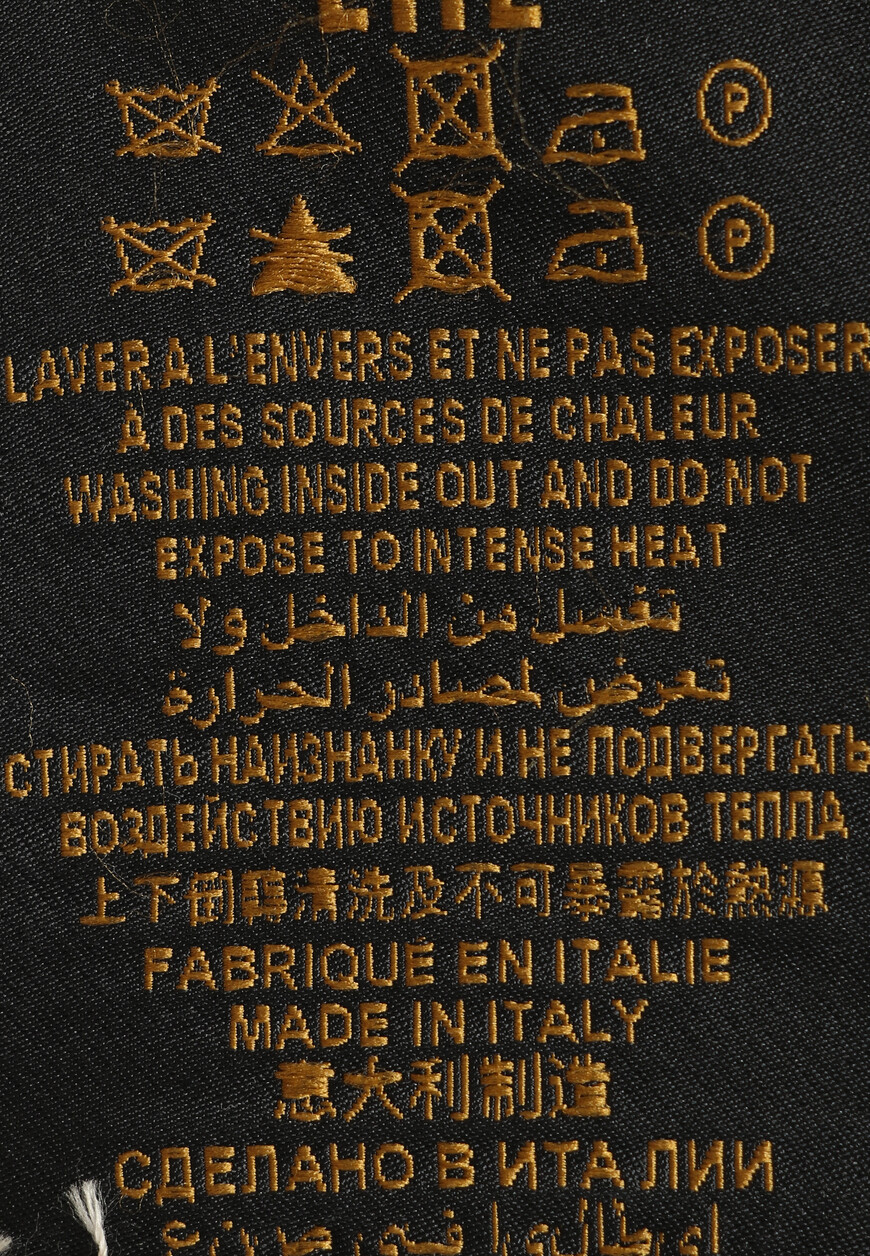 P
P
LAVER A L'ENVERS ET NE PAS EXPOSER
A DES SOURCES DE CHALEUR
WASHING INSIDE OUT AND DO NOT
EXPOSE TO INTENSE HEAT
تغسل من الداخل ولا
تعرض لمصادر الحرارة
СТИРАТЬ НАИЗНАНКУ И НЕ ПОДВЕРГАТЬ
ВОЗДЕЙСТВИЮ ИСТОЧНИКОВ ТЕПЛА
上下倒置清洗及不可暴露於熱源
FABRIQUÉ EN ITALIE
MADE IN ITALY
意大利制造
СДЕЛАНО В ИТАЛИИ